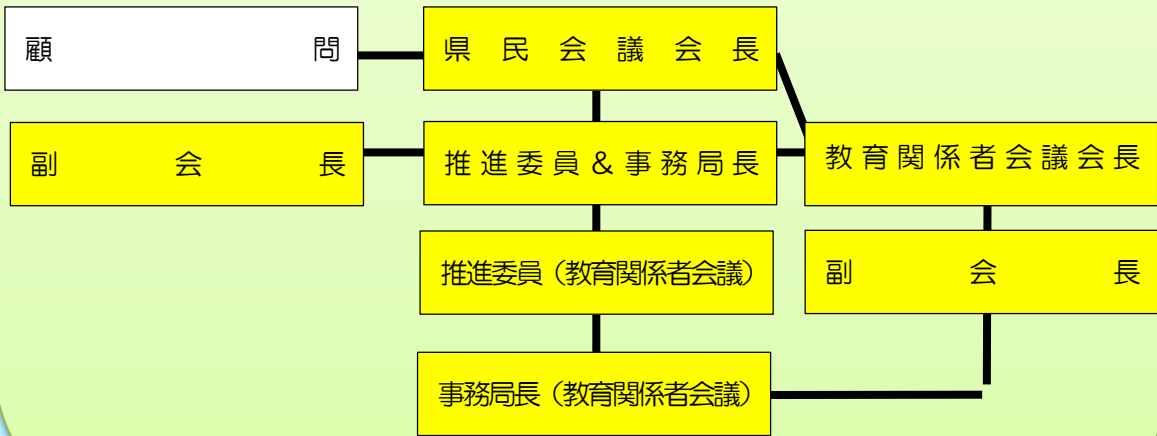 顧問
県民会議会長
副会長
推進委員&事務局長
教育関係者会議会長
推進委員（教育関係者会議）
副会長
事務局長（教育関係者会議）